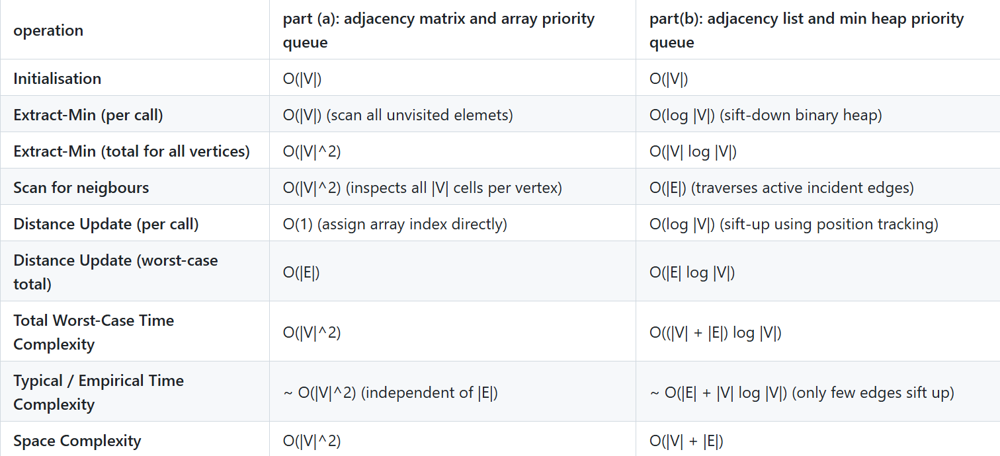 operation
part (a): adjacency matrix and array priority
queue
part(b): adjacency list and min heap priority
queue
Initialisation
O(|V|)
O(|V|)
Extract-Min (per call)
O(|V|) (scan all unvisited elemets)
O(log |V|) (sift-down binary heap)
Extract-Min (total for all vertices)
O(|V|^2)
O(|V| log |V|)
Scan for neigbours
O(|V|^2) (inspects all |V| cells per vertex)
O(|E|) (traverses active incident edges)
Distance Update (per call)
O(1) (assign array index directly)
O(log |V|) (sift-up using position tracking)
Distance Update (worst-case
total)
O(|E|)
O(|E| log |V|)
Total Worst-Case Time
Complexity
O(|V|^2)
O((|V| + |E|) log |V|)
Typical / Empirical Time
Complexity
~ O(|V|^2) (independent of |E|)
~ O(|E| + |V| log |V|) (only few edges sift up)
Space Complexity
O(|V|^2)
O(|V| + |E|)